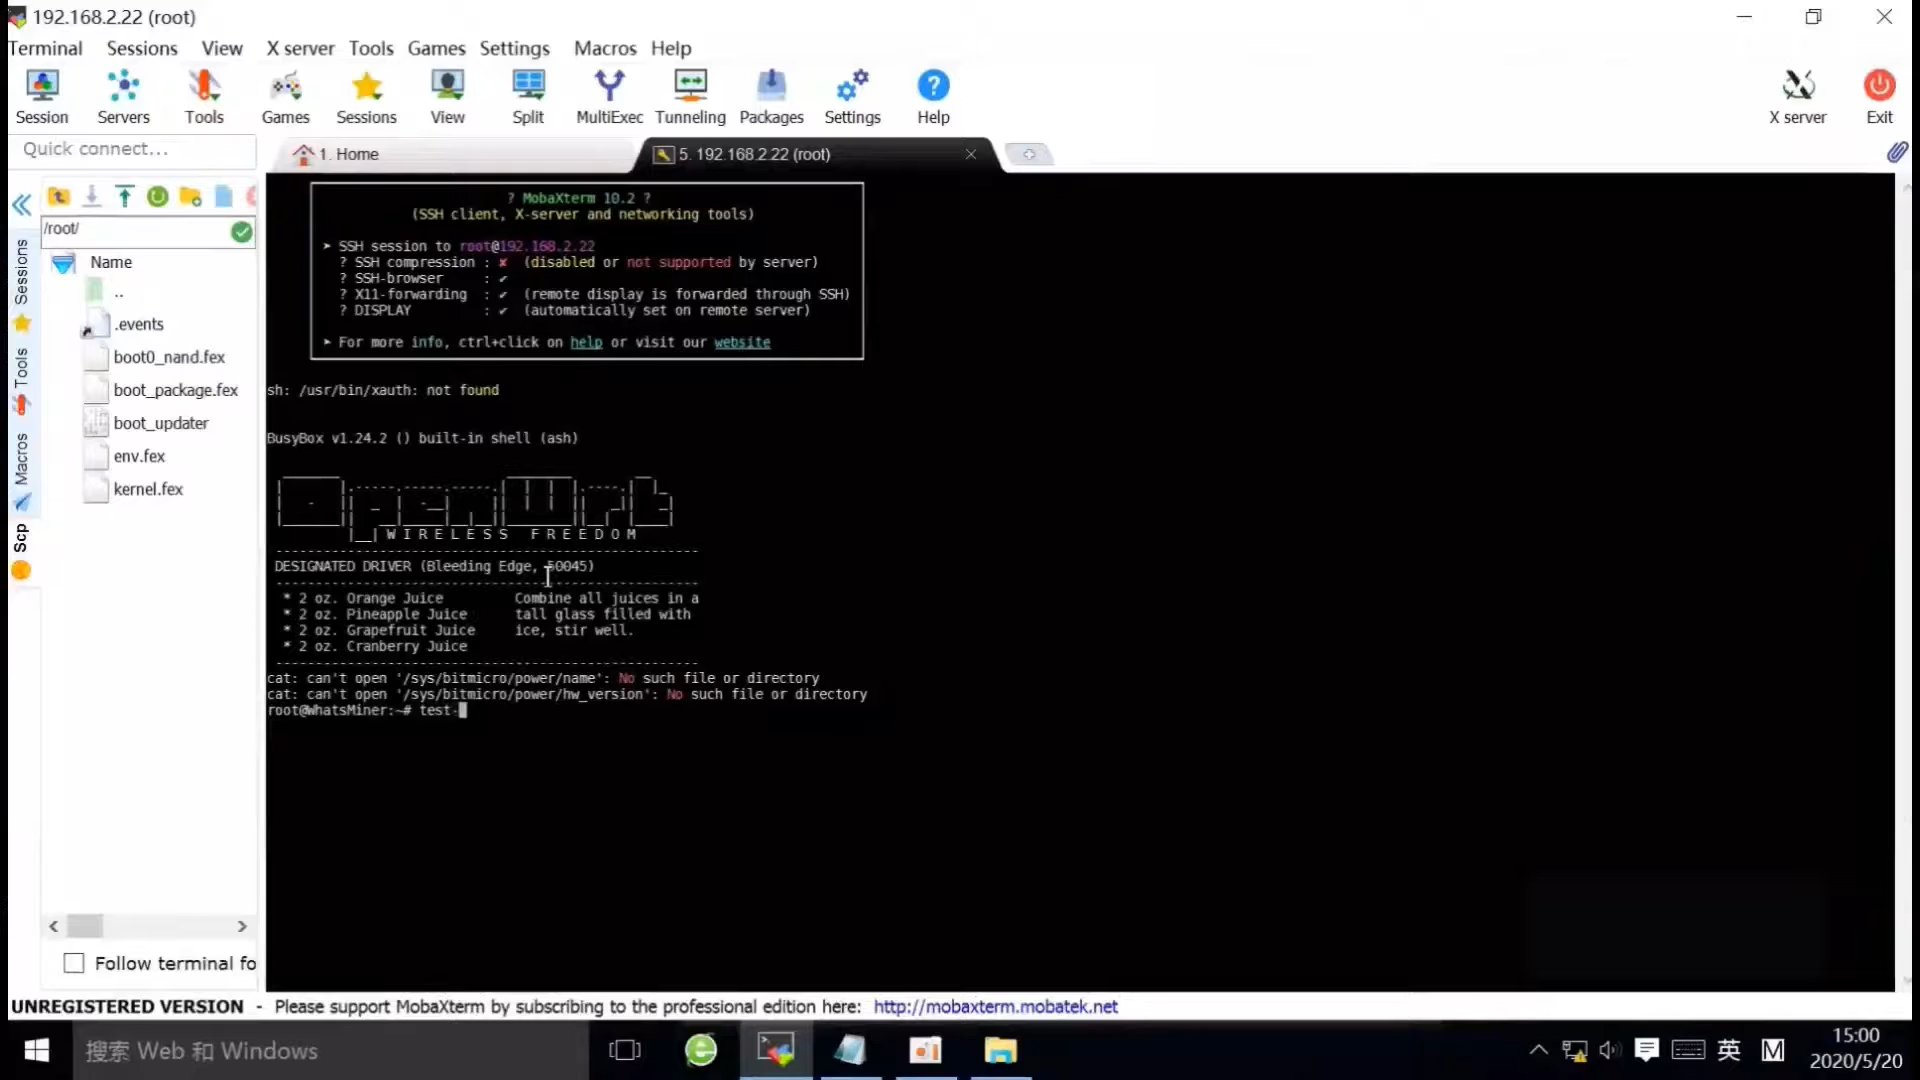 192.168.2.22 (root)
Terminal Sessions View X server Tools Games Settings Macros Help
Session Servers Tools Games Sessions View Split MultiExec Tunneling Packages Settings Help X server Exit
Quick connect...
1. Home
5. 192.168.2.22 (root)
/root/
Name
..
.events
boot0_nand.fex
boot_package.fex
boot_updater
env.fex
kernel.fex
Sessions
Tools
Macros
Scp
Follow terminal fo
? MobaXterm 10.2 ?
(SSH client, X-server and networking tools)
➤ SSH session to root@192.168.2.22
? SSH compression : ✘ (disabled or not supported by server)
? SSH-browser : ✔
? X11-forwarding : ✔ (remote display is forwarded through SSH)
? DISPLAY : ✔ (automatically set on remote server)
➤ For more info, ctrl+click on help or visit our website
sh: /usr/bin/xauth: not found
BusyBox v1.24.2 () built-in shell (ash)
OpenWrt
W I R E L E S S F R E E D O M
DESIGNATED DRIVER (Bleeding Edge, 50045)
* 2 oz. Orange Juice Combine all juices in a
* 2 oz. Pineapple Juice tall glass filled with
* 2 oz. Grapefruit Juice ice, stir well.
* 2 oz. Cranberry Juice
cat: can't open '/sys/bitmicro/power/name': No such file or directory
cat: can't open '/sys/bitmicro/power/hw_version': No such file or directory
root@WhatsMiner:~# test-
UNREGISTERED VERSION - Please support MobaXterm by subscribing to the professional edition here: http://mobaxterm.mobatek.net
搜索 Web 和 Windows
英
M
15:00
2020/5/20